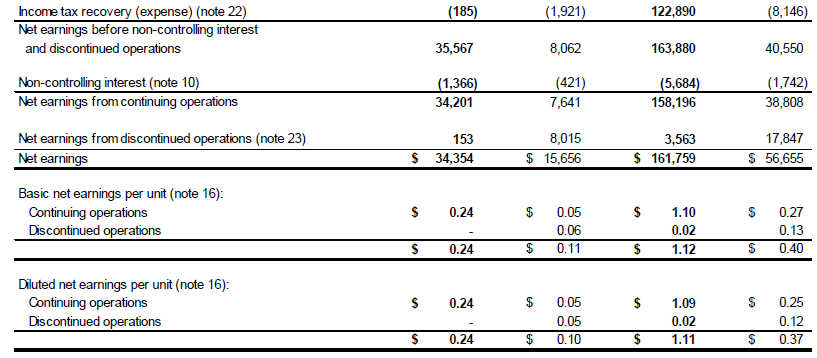 Income tax recovery (expense) (note 22) (185) (1,921) 122,890 (8,146)
Net earnings before non-controlling interest
and discontinued operations 35,567 8,062 163,880 40,550
Non-controlling interest (note 10) (1,366) (421) (5,684) (1,742)
Net earnings from continuing operations 34,201 7,641 158,196 38,808
Net earnings from discontinued operations (note 23) 153 8,015 3,563 17,847
Net earnings $ 34,354 $ 15,656 $ 161,759 $ 56,655
Basic net earnings per unit (note 16):
Continuing operations $ 0.24 $ 0.05 $ 1.10 $ 0.27
Discontinued operations - 0.06 0.02 0.13
$ 0.24 $ 0.11 $ 1.12 $ 0.40
Diluted net earnings per unit (note 16):
Continuing operations $ 0.24 $ 0.05 $ 1.09 $ 0.25
Discontinued operations - 0.05 0.02 0.12
$ 0.24 $ 0.10 $ 1.11 $ 0.37